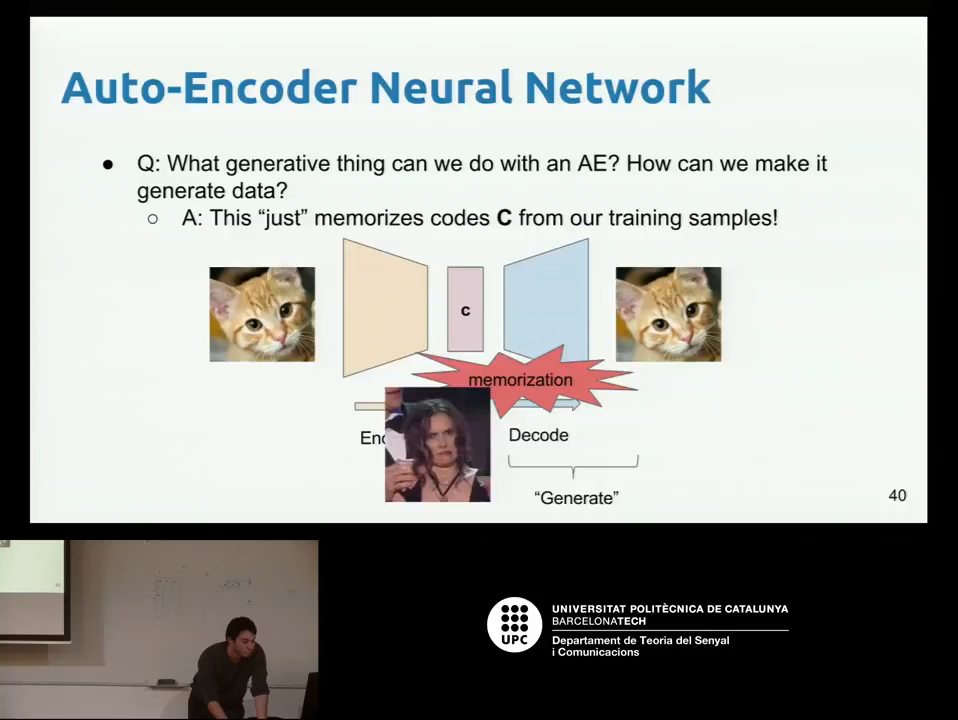 Auto-Encoder Neural Network
● Q: What generative thing can we do with an AE? How can we make it
generate data?
○ A: This “just” memorizes codes C from our training samples!
c
memorization
Enc
Decode
“Generate”
40
UPC
UNIVERSITAT POLITÈCNICA DE CATALUNYA
BARCELONATECH
Departament de Teoria del Senyal
i Comunicacions